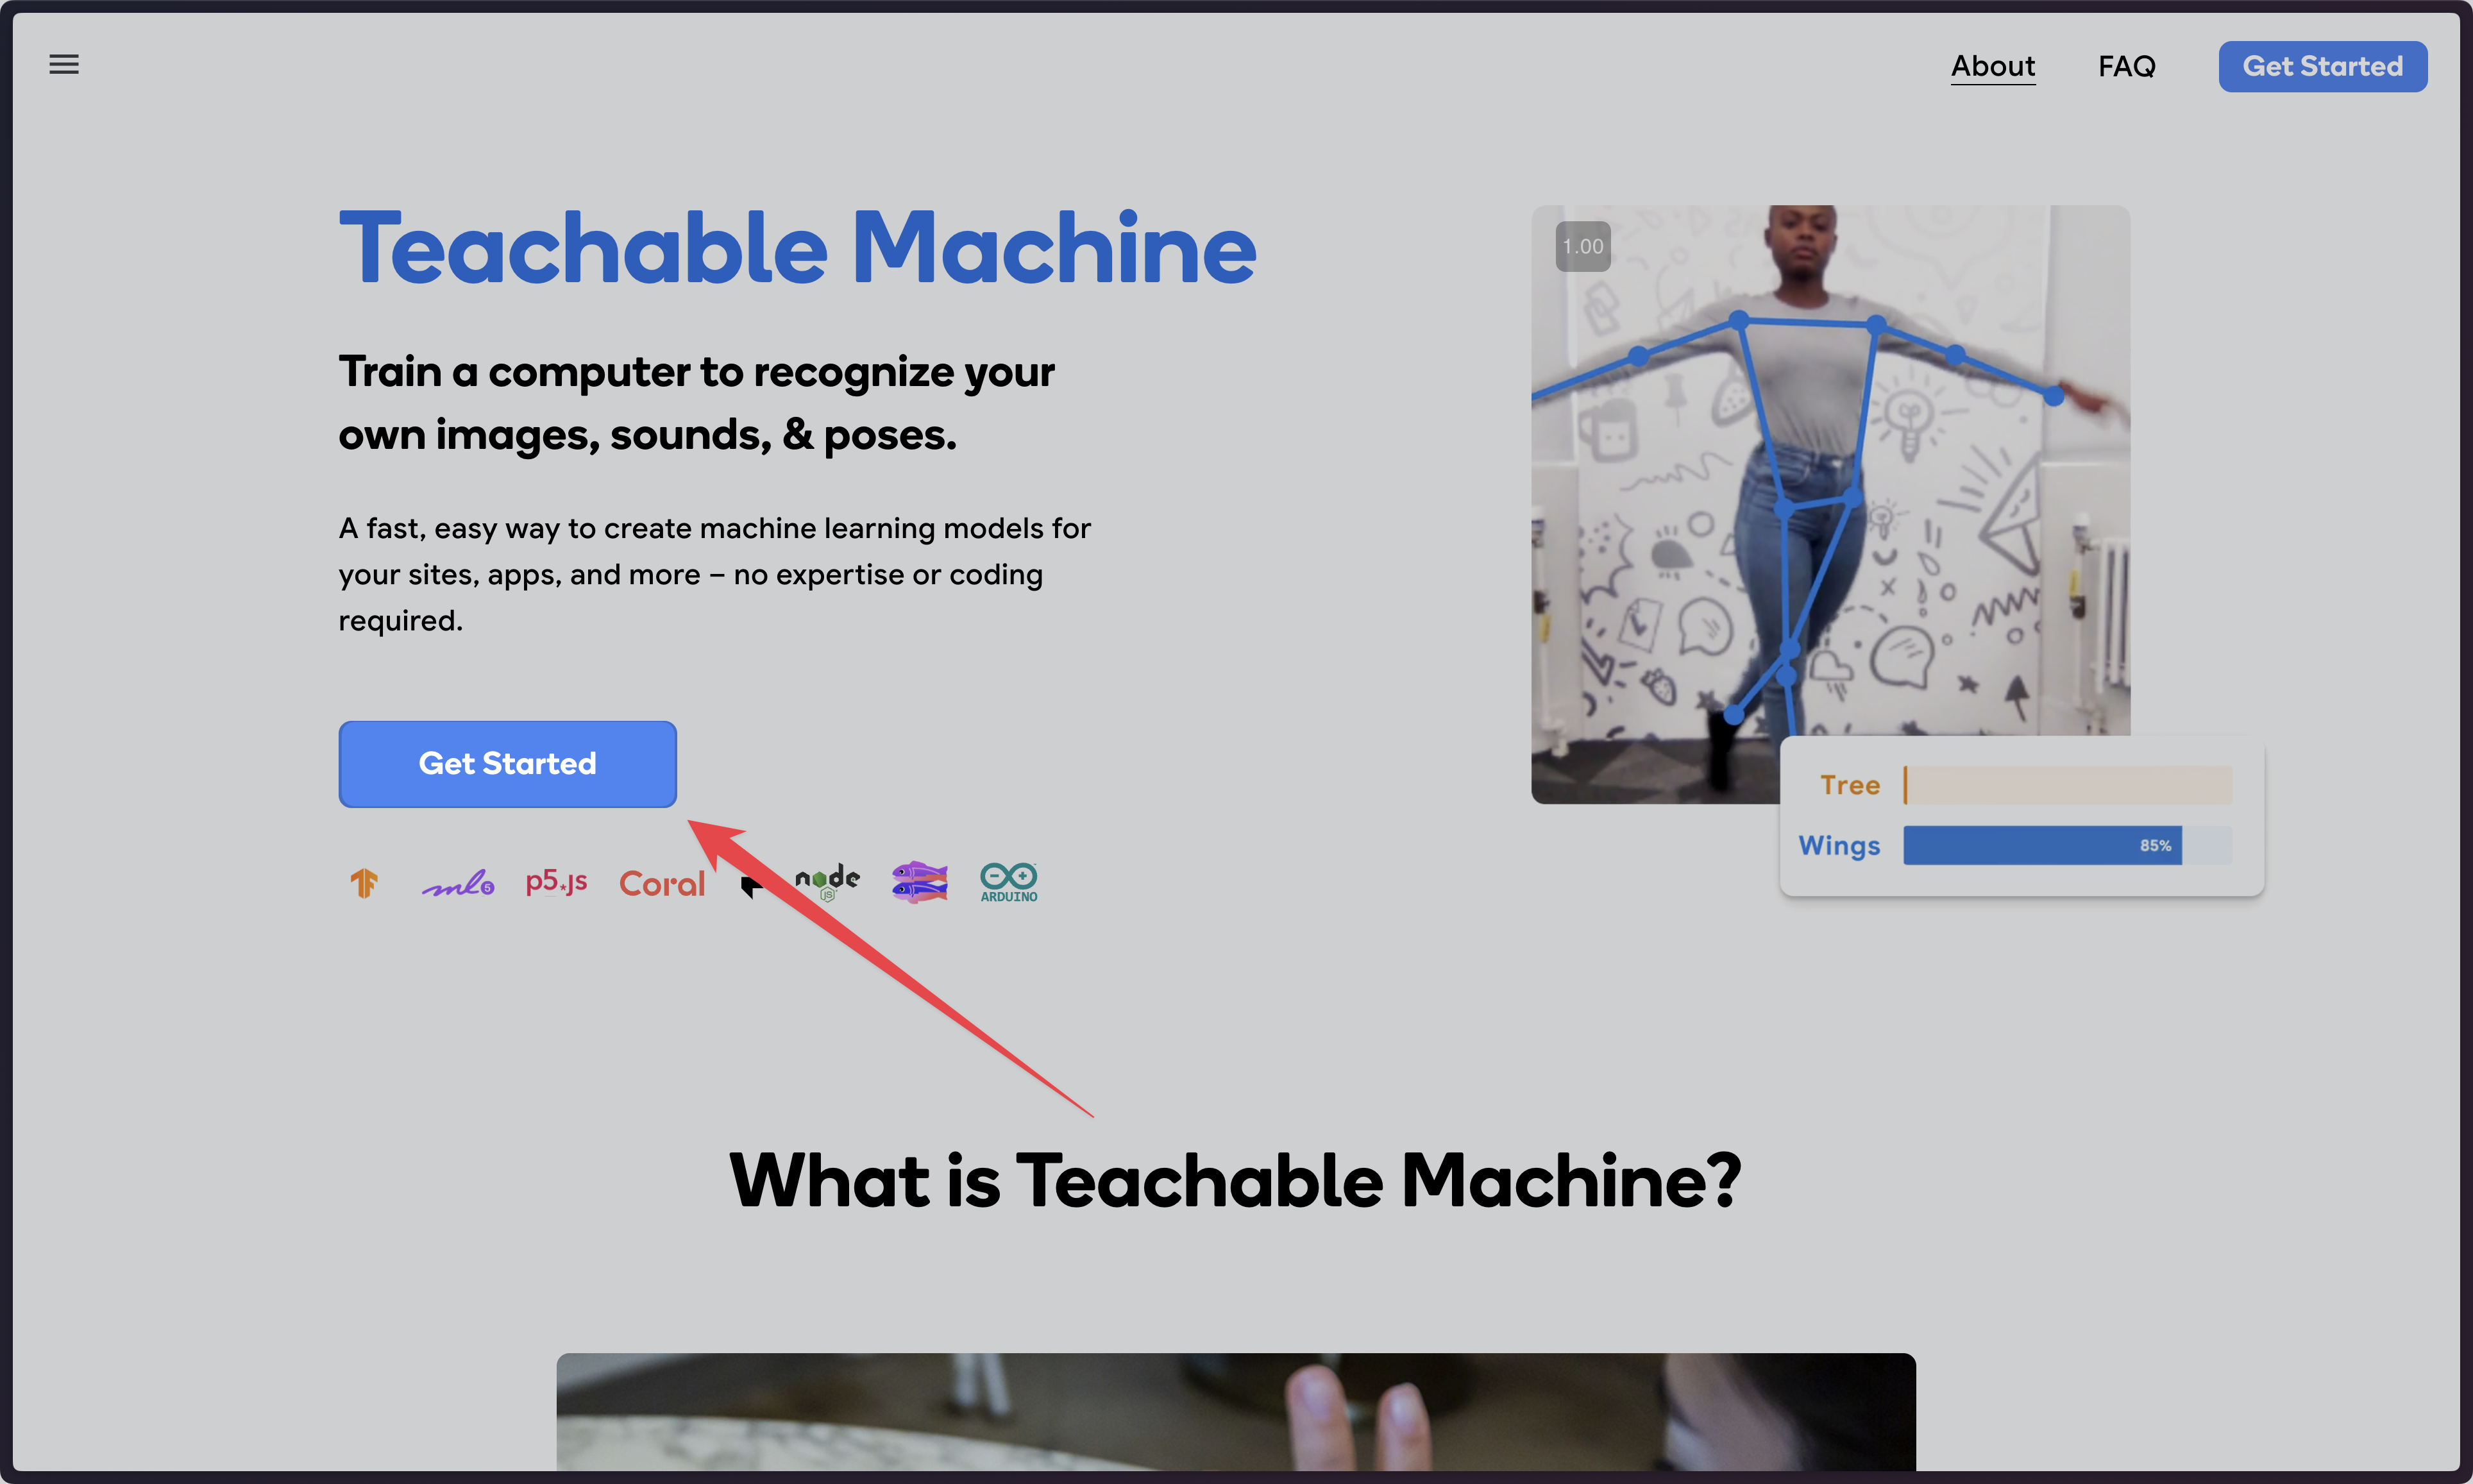 About
FAQ
Get Started
Teachable Machine
Train a computer to recognize your
own images, sounds, & poses.
A fast, easy way to create machine learning models for
your sites, apps, and more – no expertise or coding
required.
Get Started
ml5
p5*JS
Coral
node
JS
ARDUINO
1.00
Tree
Wings
85%
What is Teachable Machine?